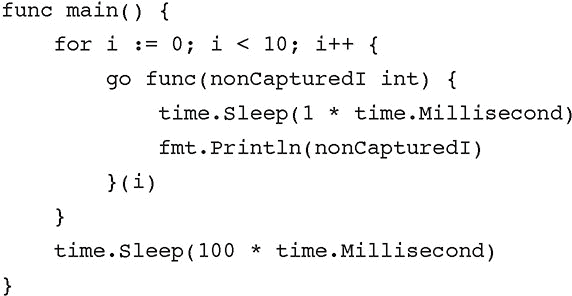 func main() {
    for i := 0; i < 10; i++ {
        go func(nonCapturedI int) {
            time.Sleep(1 * time.Millisecond)
            fmt.Println(nonCapturedI)
        }(i)
    }
    time.Sleep(100 * time.Millisecond)
}